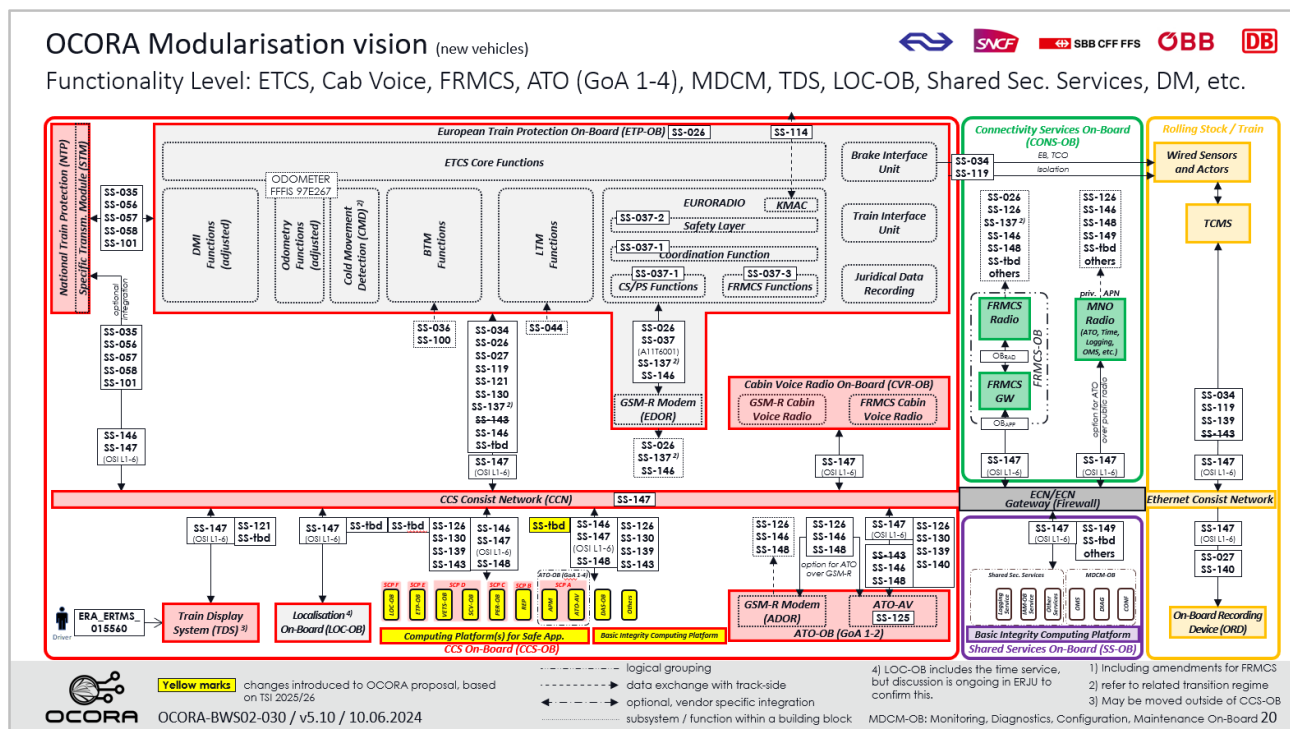 OCORA Modularisation vision (new vehicles)
SNCF
SBB CFF FFS
ÖBB
DB
Functionality Level: ETCS, Cab Voice, FRMCS, ATO (GoA 1-4), MDCM, TDS, LOC-OB, Shared Sec. Services, DM, etc.
National Train Protection (NTP)
Specific Transm. Module (STM)
SS-035
SS-056
SS-057
SS-058
SS-101
optional
integration
SS-035
SS-056
SS-057
SS-058
SS-101
SS-146
SS-147
(OSI L1-6)
European Train Protection On-Board (ETP-OB)
SS-026
SS-114
ETCS Core Functions
ODOMETER
FFFIS 97E267
DMI
Functions
(adjusted)
Odometry
Functions
(adjusted)
Cold Movement
Detection (CMD) 2)
BTM
Functions
LTM
Functions
EURORADIO
KMAC
SS-037-2
Safety Layer
SS-037-1
Coordination Function
SS-037-1
CS/PS Functions
SS-037-3
FRMCS Functions
Brake Interface
Unit
Train Interface
Unit
Juridical Data
Recording
SS-034
SS-119
EB, TCO
Isolation
SS-036
SS-100
SS-044
SS-034
SS-026
SS-027
SS-119
SS-121
SS-130
SS-137 2)
SS-143
SS-146
SS-tbd
SS-147
(OSI L1-6)
SS-026
SS-037
(A11T6001)
SS-137 2)
SS-146
GSM-R Modem
(EDOR)
SS-026
SS-137 2)
SS-146
Cabin Voice Radio On-Board (CVR-OB)
GSM-R Cabin
Voice Radio
FRMCS Cabin
Voice Radio
SS-147
(OSI L1-6)
Connectivity Services On-Board
(CONS-OB)
SS-026
SS-126
SS-137 2)
SS-146
SS-148
SS-tbd
others
SS-126
SS-146
SS-148
SS-149
SS-tbd
others
priv. APN
FRMCS
Radio
OBRAD
FRMCS
GW
OBAPP
FRMCS-OB
MNO
Radio
(ATO, Time,
Logging,
OMS, etc.)
option for ATO
over public radio
SS-147
(OSI L1-6)
SS-147
(OSI L1-6)
Rolling Stock / Train
Wired Sensors
and Actors
TCMS
SS-034
SS-119
SS-139
SS-143
SS-147
(OSI L1-6)
CCS Consist Network (CCN)
SS-147
ECN/ECN
Gateway (Firewall)
Ethernet Consist Network
SS-147
(OSI L1-6)
SS-121
SS-tbd
SS-147
(OSI L1-6)
SS-tbd
SS-tbd
SS-126
SS-130
SS-139
SS-143
SS-146
SS-147
(OSI L1-6)
SS-148
SS-tbd
SS-146
SS-147
(OSI L1-6)
SS-148
SS-126
SS-130
SS-139
SS-143
SS-126
SS-146
SS-148
SS-126
SS-146
SS-148
option for ATO
over GSM-R
SS-147
(OSI L1-6)
SS-143
SS-146
SS-148
SS-126
SS-130
SS-139
SS-140
SS-147
(OSI L1-6)
SS-149
SS-tbd
others
SS-147
(OSI L1-6)
SS-027
SS-140
Driver
ERA_ERTMS_
015560
Train Display
System (TDS) 3)
Localisation 4)
On-Board (LOC-OB)
SCP F
SCP E
SCP D
SCP C
SCP B
ATO-OB (GoA 1-4)
SCP A
LOC-OB
ETP-OB
VETS-OB
SCV-OB
PER-OB
REP
APM
ATO-AV
DAS-OB
Others
Computing Platform(s) for Safe App.
Basic Integrity Computing Platform
CCS On-Board (CCS-OB)
GSM-R Modem
(ADOR)
ATO-AV
SS-125
ATO-OB (GoA 1-2)
Shared Sec. Services
MDCM-OB
Logging
Service
IAM-OB
Service
Other
Services
OMS
DIAG
CONF
Basic Integrity Computing Platform
Shared Services On-Board (SS-OB)
On-Board Recording
Device (ORD)
OCORA
Yellow marks
changes introduced to OCORA proposal, based
on TSI 2025/26
OCORA-BWS02-030 / v5.10 / 10.06.2024
logical grouping
data exchange with track-side
optional, vendor specific integration
subsystem / function within a building block
4) LOC-OB includes the time service,
but discussion is ongoing in ERJU to
confirm this.
1) Including amendments for FRMCS
2) refer to related transition regime
3) May be moved outside of CCS-OB
MDCM-OB: Monitoring, Diagnostics, Configuration, Maintenance On-Board 20